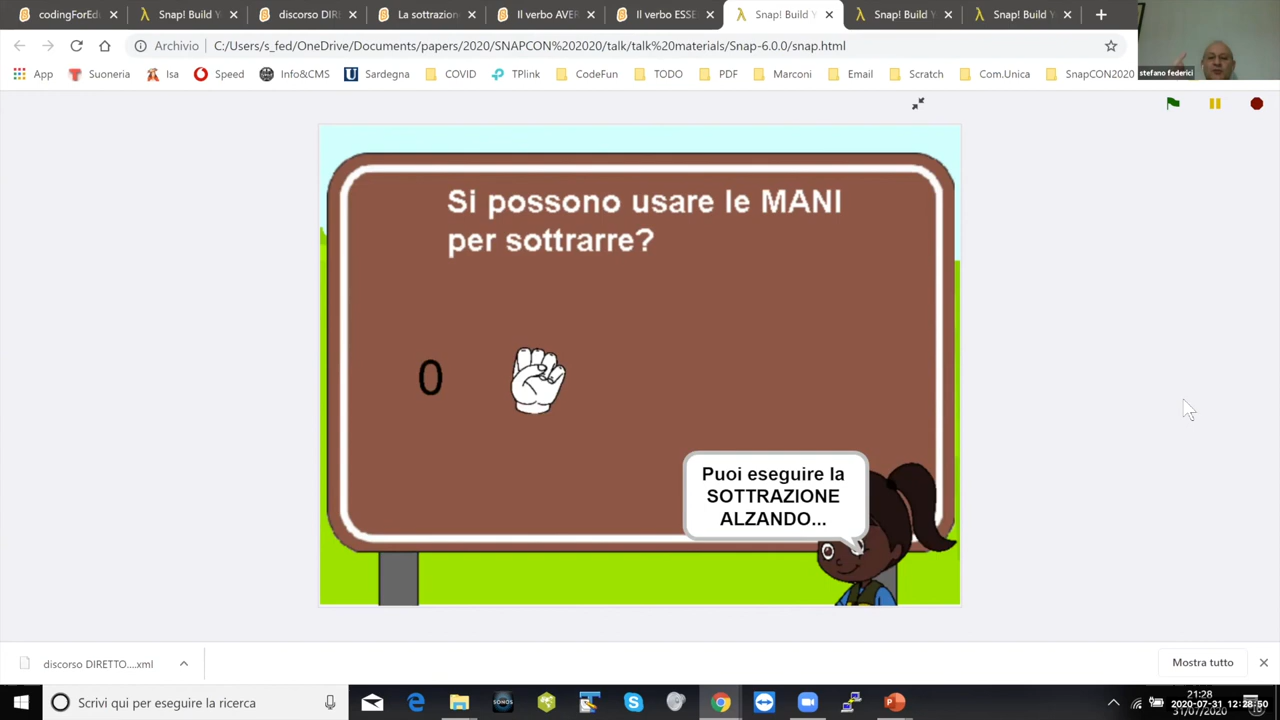 codingForEd
Snap! Build Y
discorso DIRE
La sottrazion
Il verbo AVER
Il verbo ESSE
Snap! Build Y
Snap! Build Y
Snap! Build Y
Archivio
C:/Users/s_fed/OneDrive/Documents/papers/2020/SNAPCON%202020/talk/talk%20materials/Snap-6.0.0/snap.html
App
Suoneria
Isa
Speed
Info&CMS
Sardegna
COVID
TPlink
CodeFun
TODO
PDF
Marconi
Email
Scratch
Com.Unica
SnapCON2020
stefano federici
Si possono usare le MANI
per sottrarre?
0
Puoi eseguire la
SOTTRAZIONE
ALZANDO...
discorso DIRETTO....xml
Mostra tutto
Scrivi qui per eseguire la ricerca
SONOS
21:28
2020-07-31 12:28:50